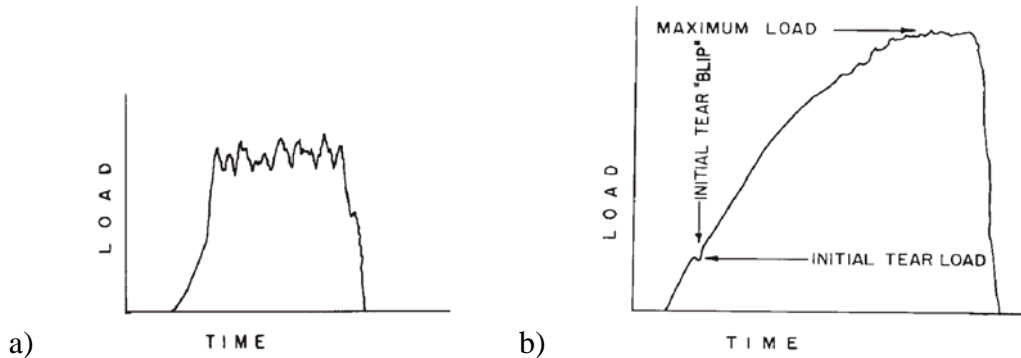 LOAD
TIME
a)
MAXIMUM LOAD
INITIAL TEAR "BLIP"
INITIAL TEAR LOAD
LOAD
TIME
b)